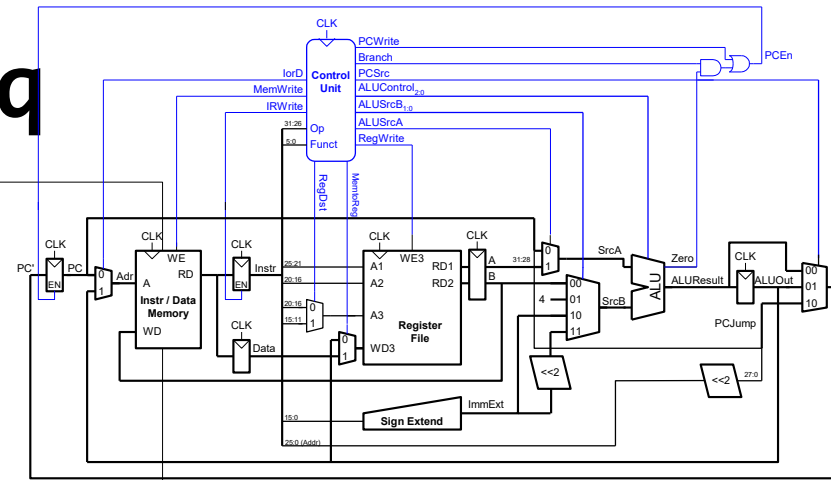 q
CLK
PCWrite
Branch
PCSrc
ALUControl2:0
ALUSrcB1:0
ALUSrcA
RegWrite
PCEn
IorD
MemWrite
IRWrite
Control
Unit
31:26 Op
5:0 Funct
RegDst
MemtoReg
CLK
PC'
EN
PC
0
1
Adr
CLK
WE
A
RD
Instr / Data
Memory
WD
CLK
EN
Instr
CLK
Data
25:21
20:16
20:16
15:11
0
1
0
1
CLK
WE3
A1
RD1
A2
RD2
A3
Register
File
WD3
CLK
A
B
31:28
0
1
SrcA
4
00
01
10
11
SrcB
ALU
Zero
ALUResult
CLK
ALUOut
00
01
10
PCJump
<<2
<<2
27:0
ImmExt
15:0
Sign Extend
25:0 (Addr)